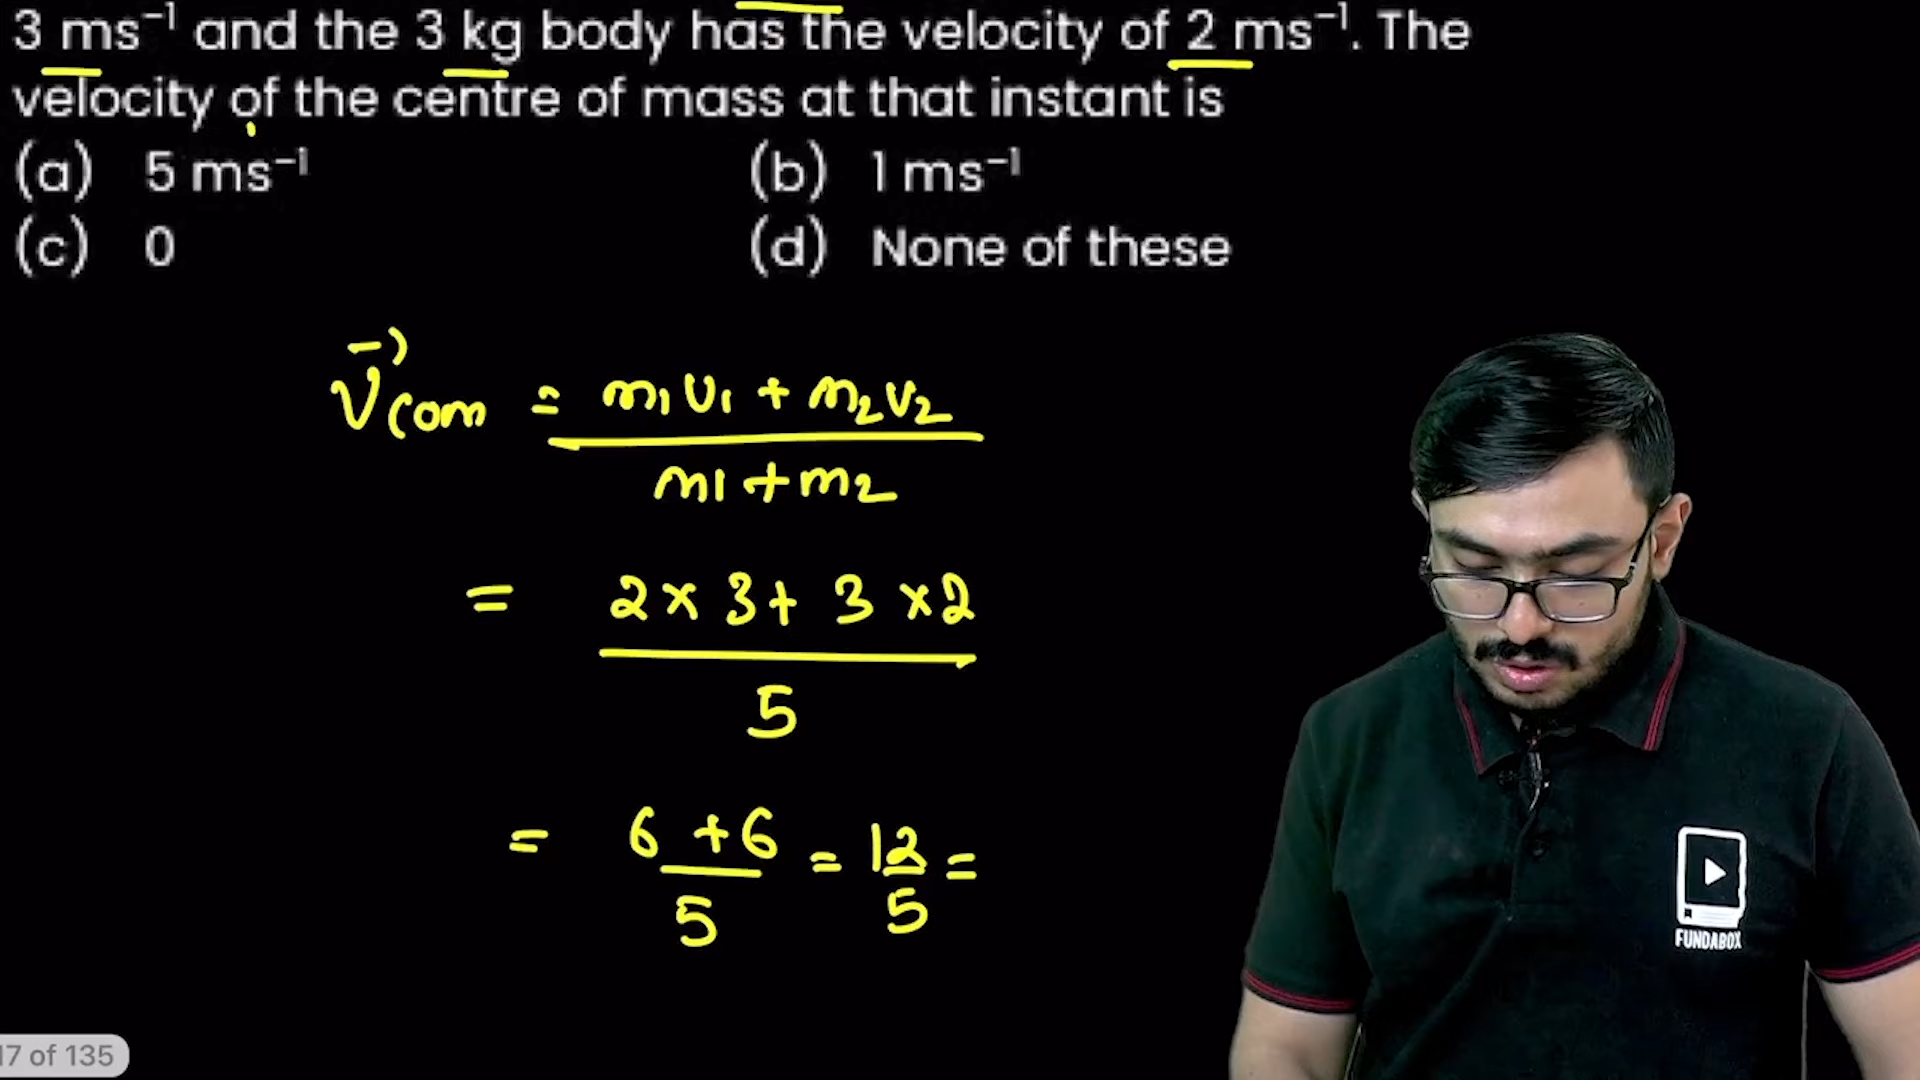 3 ms⁻¹ and the 3 kg body has the velocity of 2 ms⁻¹. The
velocity of the centre of mass at that instant is
(a) 5 ms⁻¹ (b) 1 ms⁻¹
(c) 0 (d) None of these
V⃗com = m₁v₁ + m₂v₂
m1 + m2
= 2 × 3 + 3 × 2
5
= 6 + 6 = 12 =
5 5
FUNDABOX
17 of 135